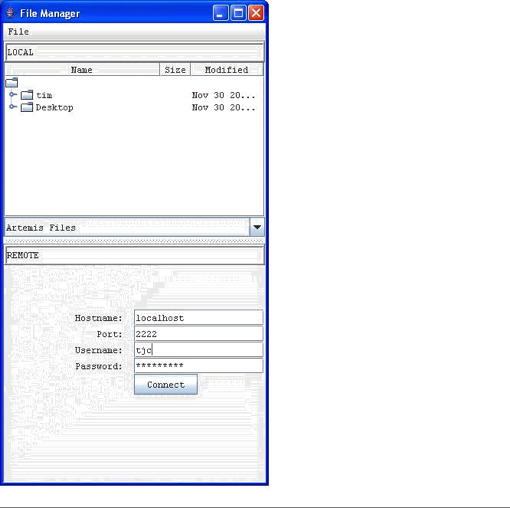 File Manager
File
LOCAL
Name Size Modified
tim Nov 30 20...
Desktop Nov 30 20...
Artemis Files
REMOTE
Hostname: localhost
Port: 2222
Username: tjc
Password: *********
Connect